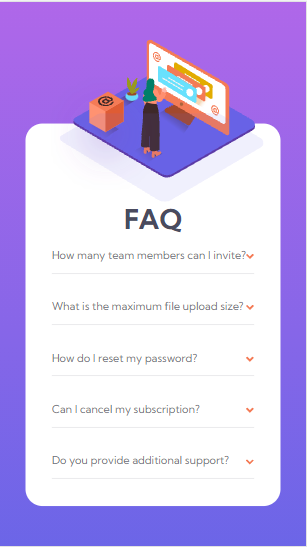 FAQ
How many team members can I invite?
What is the maximum file upload size?
How do I reset my password?
Can I cancel my subscription?
Do you provide additional support?